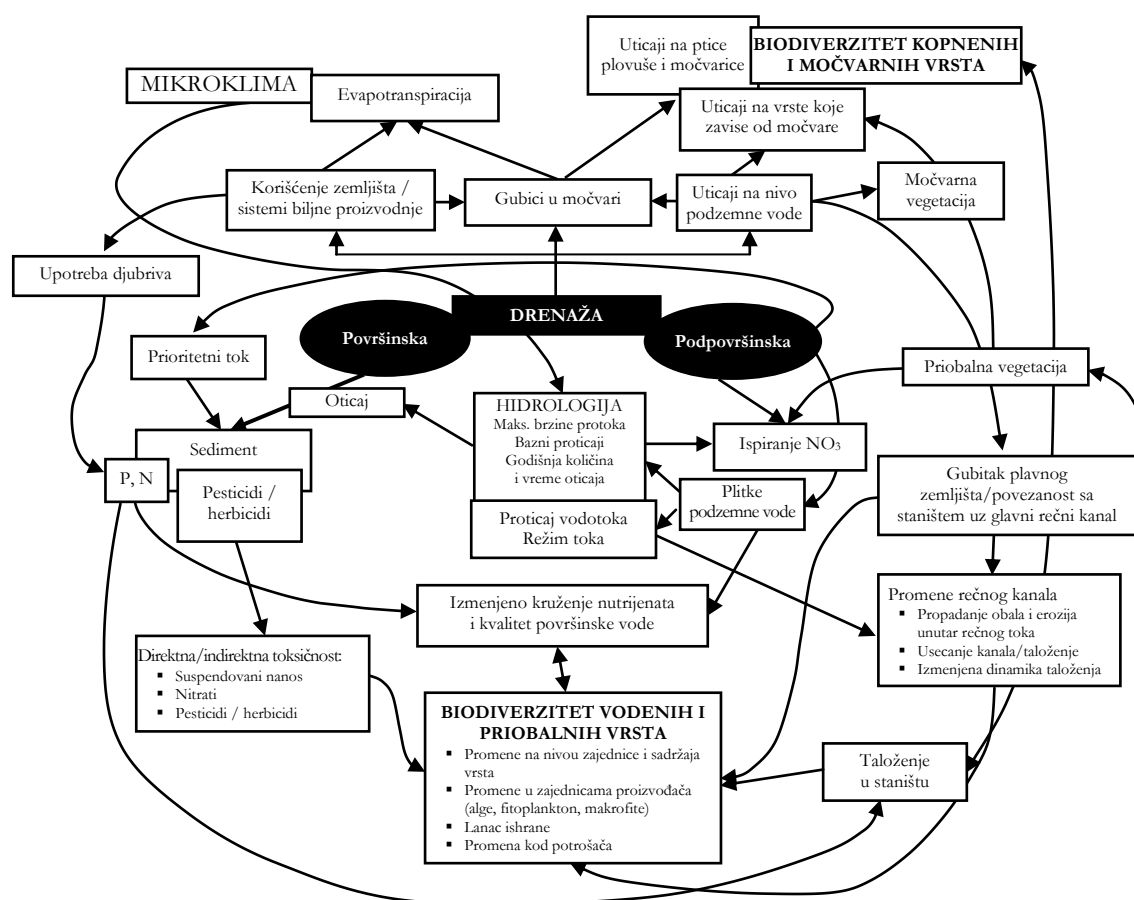 Uticaji na ptice
plovuše i močvarice
BIODIVERZITET KOPNENIH
I MOČVARNIH VRSTA
MIKROKLIMA
Evapotranspiracija
Uticaji na vrste koje
zavise od močvare
Korišćenje zemljišta /
sistemi biljne proizvodnje
Gubici u močvari
Uticaji na nivo
podzemne vode
Močvarna
vegetacija
Upotreba djubriva
DRENAŽA
Površinska
Podpovršinska
Prioritetni tok
Priobalna vegetacija
Oticaj
HIDROLOGIJA
Maks. brzine protoka
Bazni proticaji
Godišnja količina
i vreme oticaja
Ispiranje NO₃
Sediment
P, N
Pesticidi /
herbicidi
Plitke
podzemne vode
Gubitak plavnog
zemljišta/povezanost sa
staništem uz glavni rečni kanal
Proticaj vodotoka
Režim toka
Izmenjeno kruženje nutrijenata
i kvalitet površinske vode
Promene rečnog kanala
▪ Propadanje obala i erozija
unutar rečnog toka
▪ Usecanje kanala/taloženje
▪ Izmenjena dinamika taloženja
Direktna/indirektna toksičnost:
▪ Suspendovani nanos
▪ Nitrati
▪ Pesticidi / herbicidi
BIODIVERZITET VODENIH I
PRIOBALNIH VRSTA
▪ Promene na nivou zajednice i sadržaja
vrsta
▪ Promene u zajednicama proizvođača
(alge, fitoplankton, makrofite)
▪ Lanac ishrane
▪ Promena kod potrošača
Taloženje
u staništu